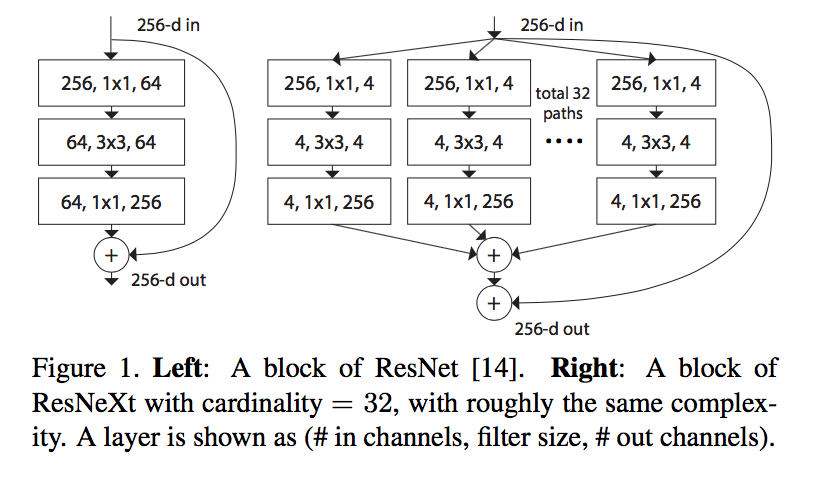 256-d in
256, 1x1, 64
64, 3x3, 64
64, 1x1, 256
+
256-d out
256-d in
256, 1x1, 4
256, 1x1, 4
total 32
paths
....
256, 1x1, 4
4, 3x3, 4
4, 3x3, 4
4, 3x3, 4
4, 1x1, 256
4, 1x1, 256
4, 1x1, 256
+
+
256-d out
Figure 1. Left: A block of ResNet [14]. Right: A block of
ResNeXt with cardinality = 32, with roughly the same complex-
ity. A layer is shown as (# in channels, filter size, # out channels).